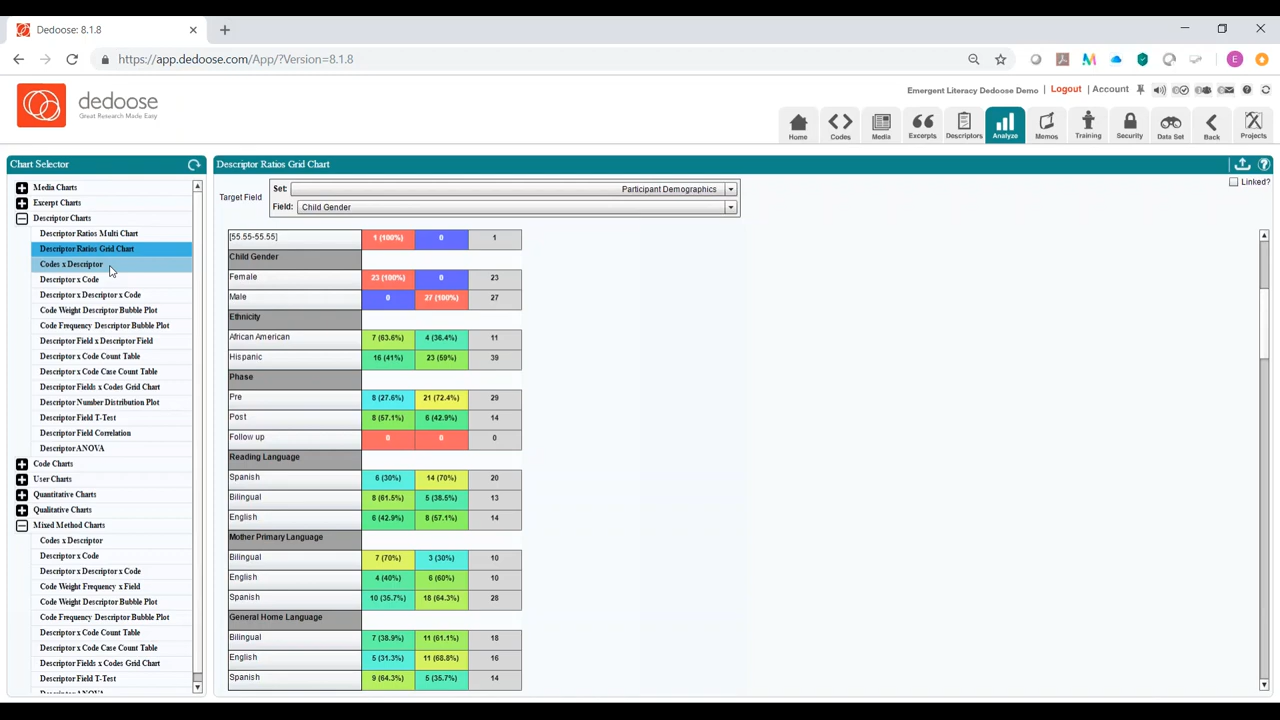 Dedoose: 8.1.8
https://app.dedoose.com/App/?Version=8.1.8
E
dedoose
Great Research Made Easy
Emergent Literacy Dedoose Demo | Logout | Account
Home
Codes
Media
Excerpts
Descriptors
Analyze
Memos
Training
Security
Data Set
Back
Projects
Chart Selector
Media Charts
Excerpt Charts
Descriptor Charts
Descriptor Ratios Multi Chart
Descriptor Ratios Grid Chart
Codes x Descriptor
Descriptor x Code
Descriptor x Descriptor x Code
Code Weight Descriptor Bubble Plot
Code Frequency Descriptor Bubble Plot
Descriptor Field x Descriptor Field
Descriptor x Code Count Table
Descriptor x Code Case Count Table
Descriptor Fields x Codes Grid Chart
Descriptor Number Distribution Plot
Descriptor Field T-Test
Descriptor Field Correlation
Descriptor ANOVA
Code Charts
User Charts
Quantitative Charts
Qualitative Charts
Mixed Method Charts
Codes x Descriptor
Descriptor x Code
Descriptor x Descriptor x Code
Code Weight Frequency x Field
Code Weight Descriptor Bubble Plot
Code Frequency Descriptor Bubble Plot
Descriptor x Code Count Table
Descriptor x Code Case Count Table
Descriptor Fields x Codes Grid Chart
Descriptor Field T-Test
Descriptor ANOVA
Descriptor Ratios Grid Chart
Linked?
Target Field
Set: Participant Demographics
Field: Child Gender
[55.55-55.55] 1 (100%) 0 1
Child Gender
Female 23 (100%) 0 23
Male 0 27 (100%) 27
Ethnicity
African American 7 (63.6%) 4 (36.4%) 11
Hispanic 16 (41%) 23 (59%) 39
Phase
Pre 8 (27.6%) 21 (72.4%) 29
Post 8 (57.1%) 6 (42.9%) 14
Follow up 0 0 0
Reading Language
Spanish 6 (30%) 14 (70%) 20
Bilingual 8 (61.5%) 5 (38.5%) 13
English 6 (42.9%) 8 (57.1%) 14
Mother Primary Language
Bilingual 7 (70%) 3 (30%) 10
English 4 (40%) 6 (60%) 10
Spanish 10 (35.7%) 18 (64.3%) 28
General Home Language
Bilingual 7 (38.9%) 11 (61.1%) 18
English 5 (31.3%) 11 (68.8%) 16
Spanish 9 (64.3%) 5 (35.7%) 14